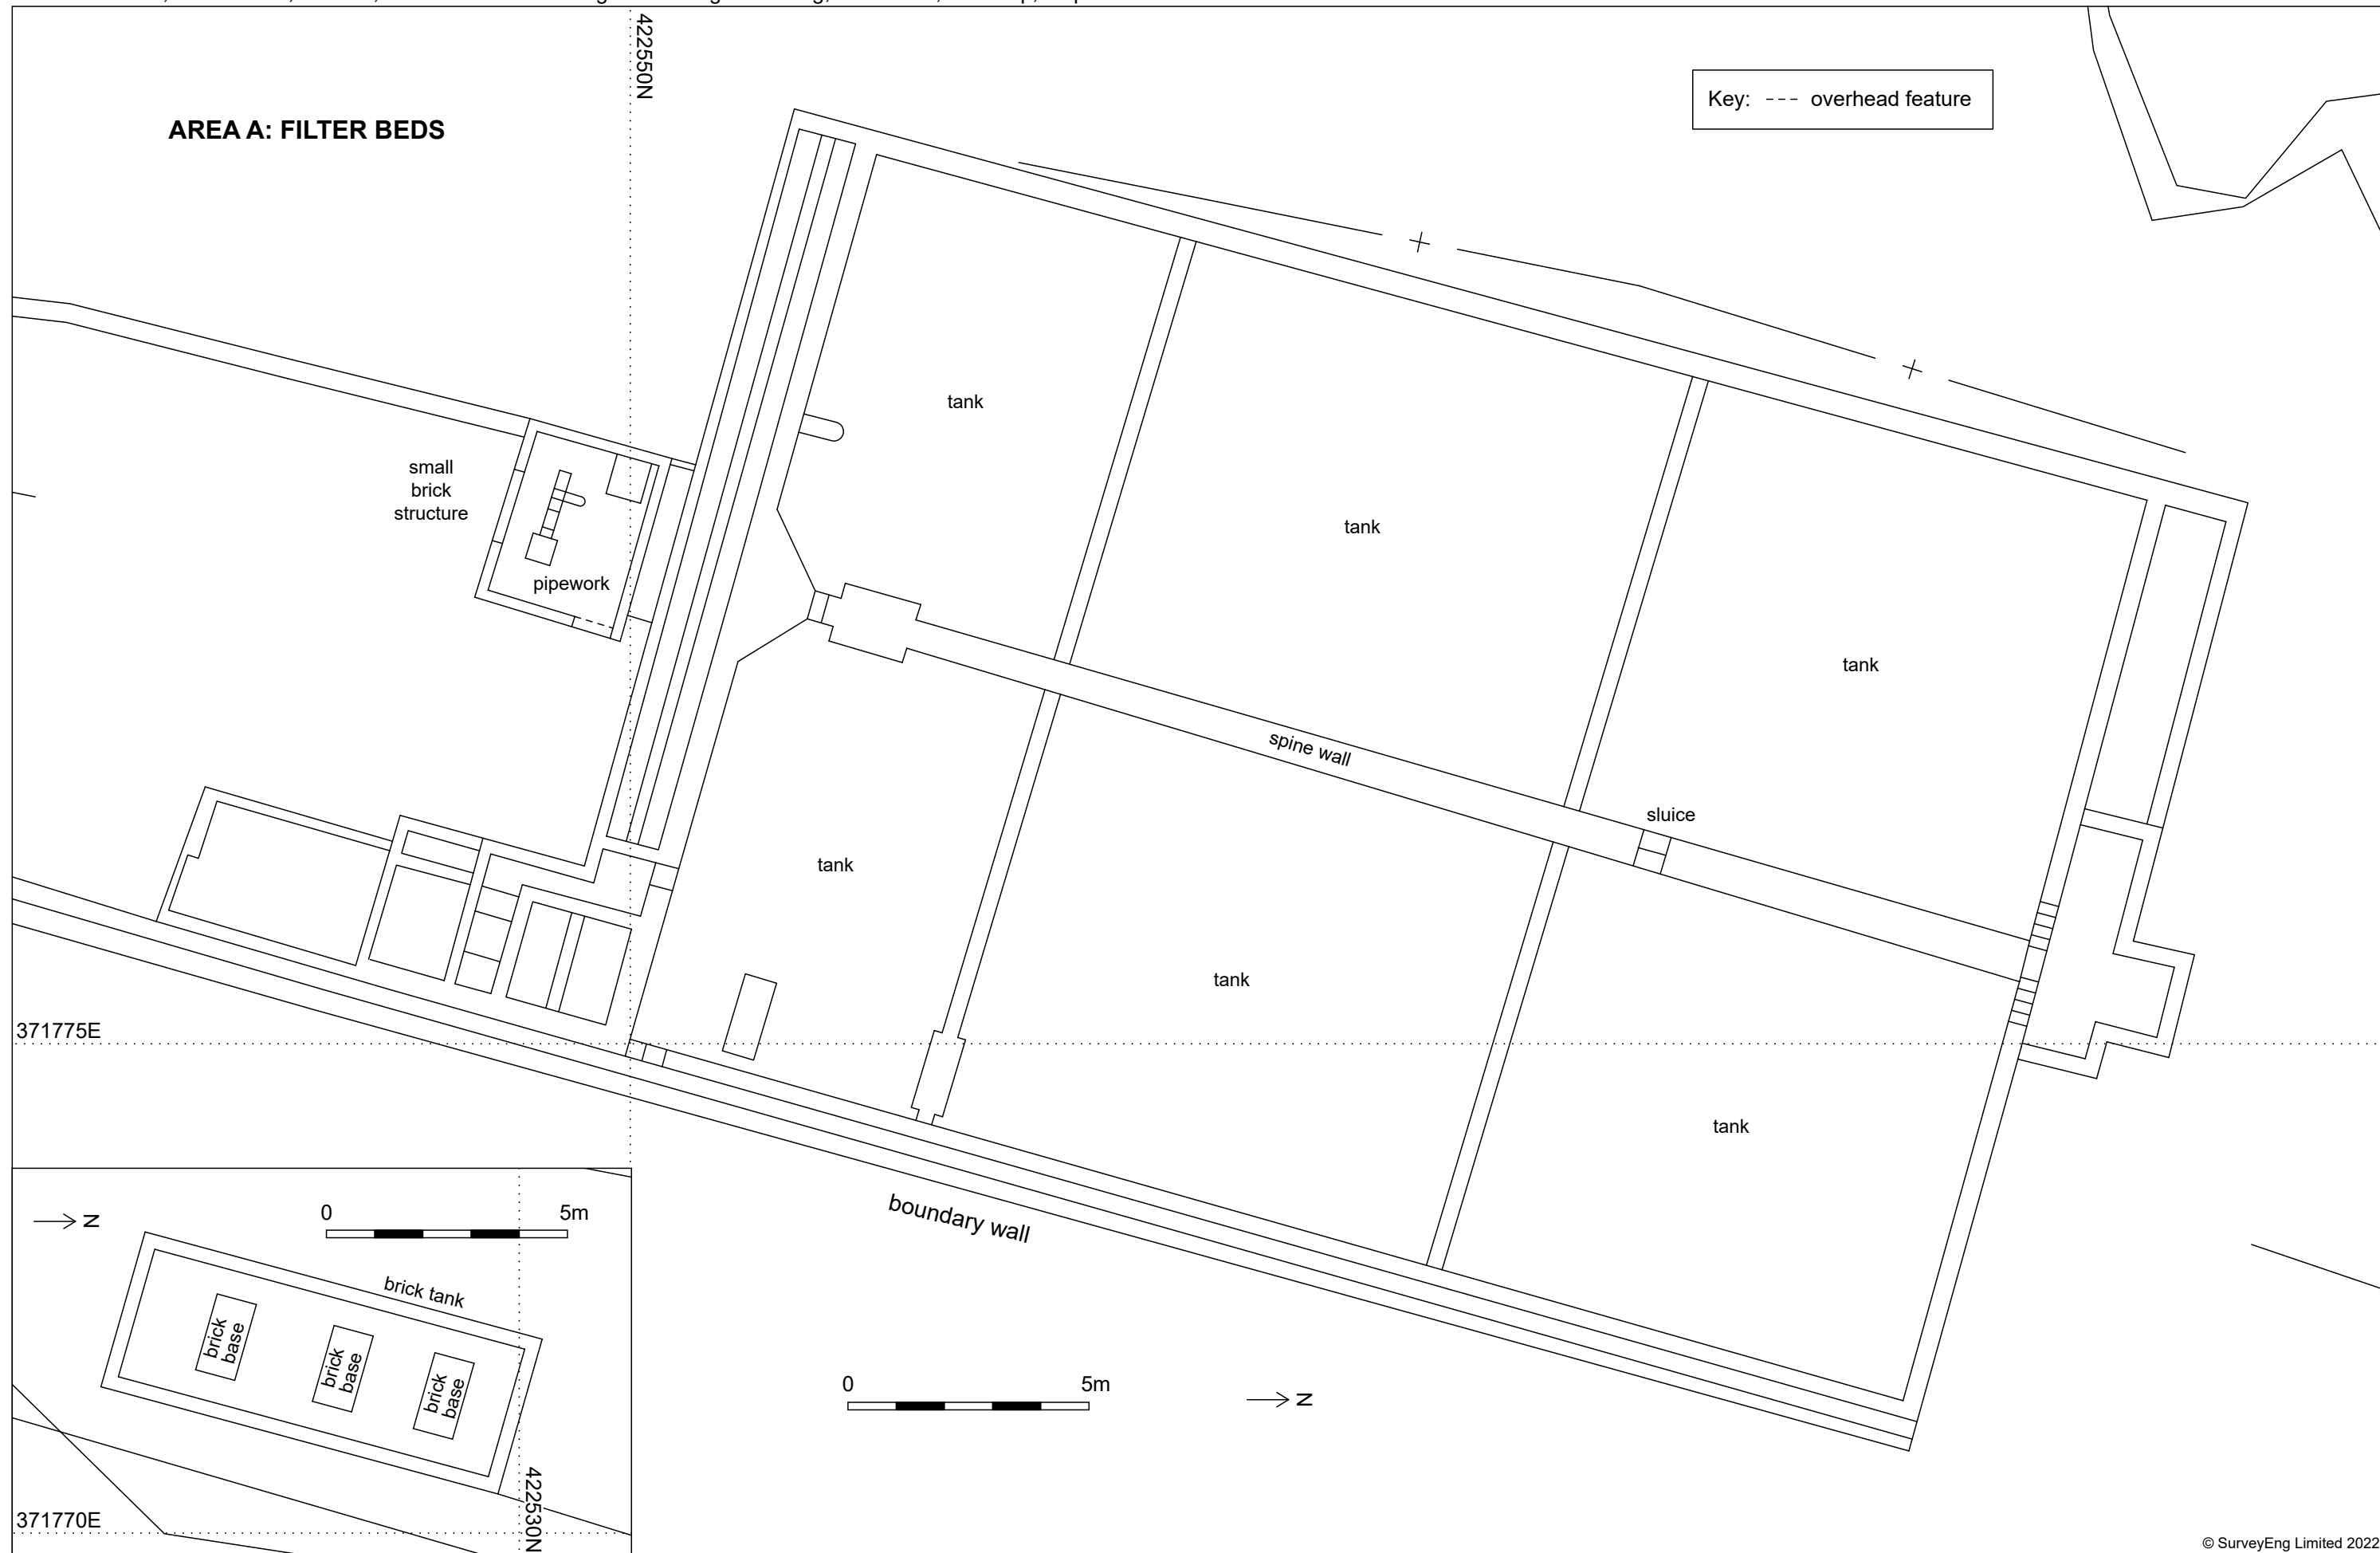 422550N
AREA A: FILTER BEDS
Key: --- overhead feature
tank
small
brick
structure
tank
pipework
tank
spine wall
sluice
tank
tank
371775E
tank
boundary wall
N
0 5m
brick tank
brick
base
brick
base
brick
base
0 5m
N
422530N
371770E
© SurveyEng Limited 2022